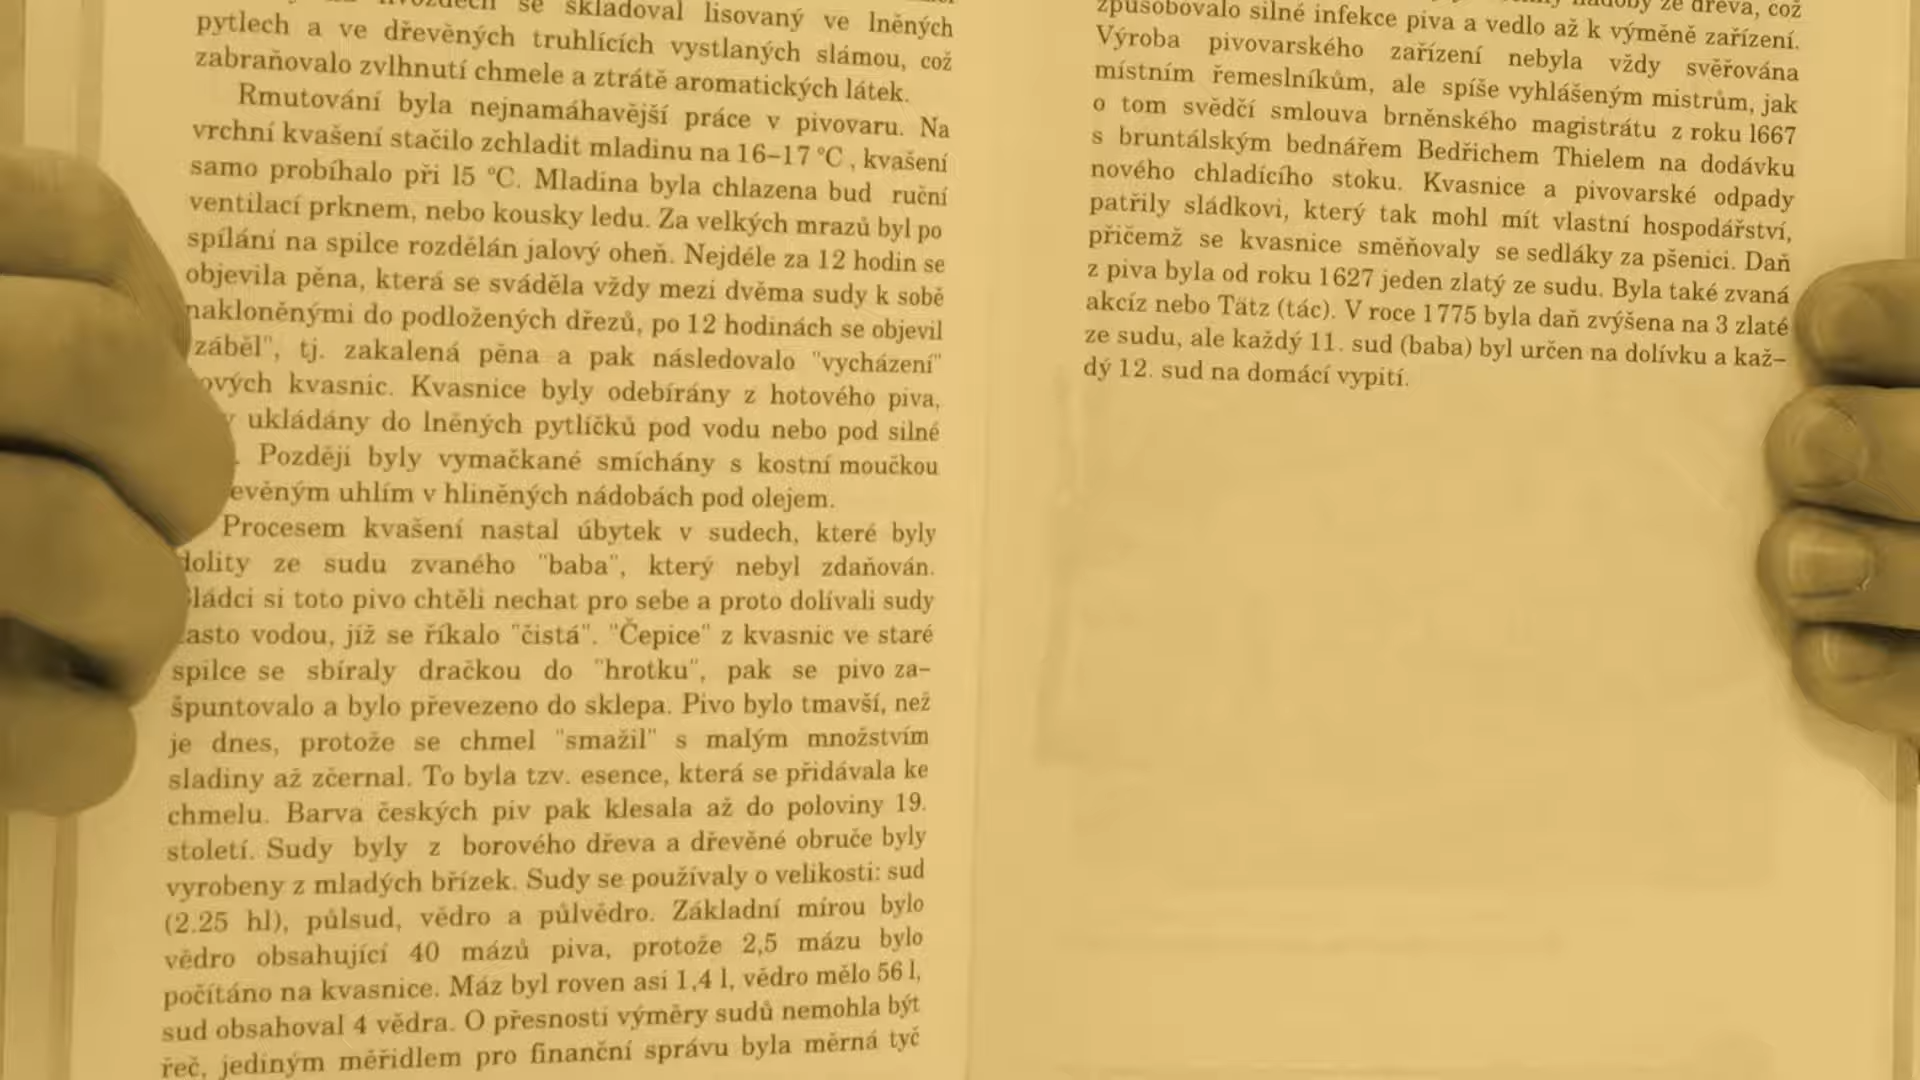 se skladoval lisovaný ve lněných
pytlech a ve dřevěných truhlících vystlaných slámou, což
zabraňovalo zvlhnutí chmele a ztrátě aromatických látek.
Rmutování byla nejnamáhavější práce v pivovaru. Na
vrchní kvašení stačilo zchladit mladinu na 16–17 °C , kvašení
samo probíhalo při 15 °C. Mladina byla chlazena bud ruční
ventilací prknem, nebo kousky ledu. Za velkých mrazů byl po
spílání na spilce rozdělán jalový oheň. Nejdéle za 12 hodin se
objevila pěna, která se sváděla vždy mezi dvěma sudy k sobě
nakloněnými do podložených dřezů, po 12 hodinách se objevil
záběl", tj. zakalená pěna a pak následovalo "vycházení"
kvasnic. Kvasnice byly odebírány z hotového piva,
ukládány do lněných pytlíčků pod vodu nebo pod silné
. Později byly vymačkané smíchány s kostní moučkou
uhlím v hliněných nádobách pod olejem.
Procesem kvašení nastal úbytek v sudech, které byly
dolity ze sudu zvaného "baba", který nebyl zdaňován.
Sládci si toto pivo chtěli nechat pro sebe a proto dolívali sudy
vodou, jíž se říkalo "čistá". "Čepice" z kvasnic ve staré
spilce se sbíraly dračkou do "hrotku", pak se pivo za–
špuntovalo a bylo převezeno do sklepa. Pivo bylo tmavší, než
je dnes, protože se chmel "smažil" s malým množstvím
sladiny až zčernal. To byla tzv. esence, která se přidávala ke
chmelu. Barva českých piv pak klesala až do poloviny 19.
století. Sudy byly z borového dřeva a dřevěné obruče byly
vyrobeny z mladých břízek. Sudy se používaly o velikosti: sud
(2.25 hl), půlsud, vědro a půlvědro. Základní mírou bylo
vědro obsahující 40 mázů piva, protože 2,5 mázu bylo
počítáno na kvasnice. Máz byl roven asi 1,4 l, vědro mělo 56 l,
sud obsahoval 4 vědra. O přesnosti výměry sudů nemohla být
řeč, jediným měřidlem pro finanční správu byla měrná tyč
nádoby ze dřeva, což
způsobovalo silné infekce piva a vedlo až k výměně zařízení.
Výroba pivovarského zařízení nebyla vždy svěřována
místním řemeslníkům, ale spíše vyhlášeným mistrům, jak
o tom svědčí smlouva brněnského magistrátu z roku 1667
s bruntálským bednářem Bedřichem Thielem na dodávku
nového chladícího stoku. Kvasnice a pivovarské odpady
patřily sládkovi, který tak mohl mít vlastní hospodářství,
přičemž se kvasnice směňovaly se sedláky za pšenici. Daň
z piva byla od roku 1627 jeden zlatý ze sudu. Byla také zvaná
akcíz nebo Tätz (tác). V roce 1775 byla daň zvýšena na 3 zlaté
ze sudu, ale každý 11. sud (baba) byl určen na dolívku a kaž–
dý 12. sud na domácí vypití.